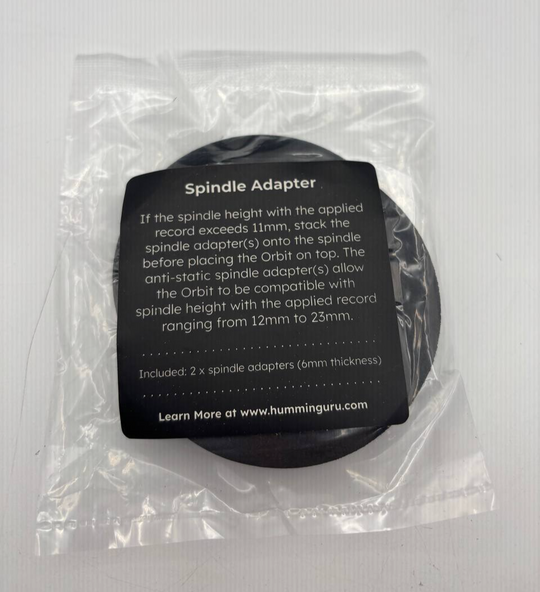 Spindle Adapter
If the spindle height with the applied
record exceeds 11mm, stack the
spindle adapter(s) onto the spindle
before placing the Orbit on top. The
anti-static spindle adapter(s) allow
the Orbit to be compatible with
spindle height with the applied record
ranging from 12mm to 23mm.
Included: 2 x spindle adapters (6mm thickness)
Learn More at www.humminguru.com